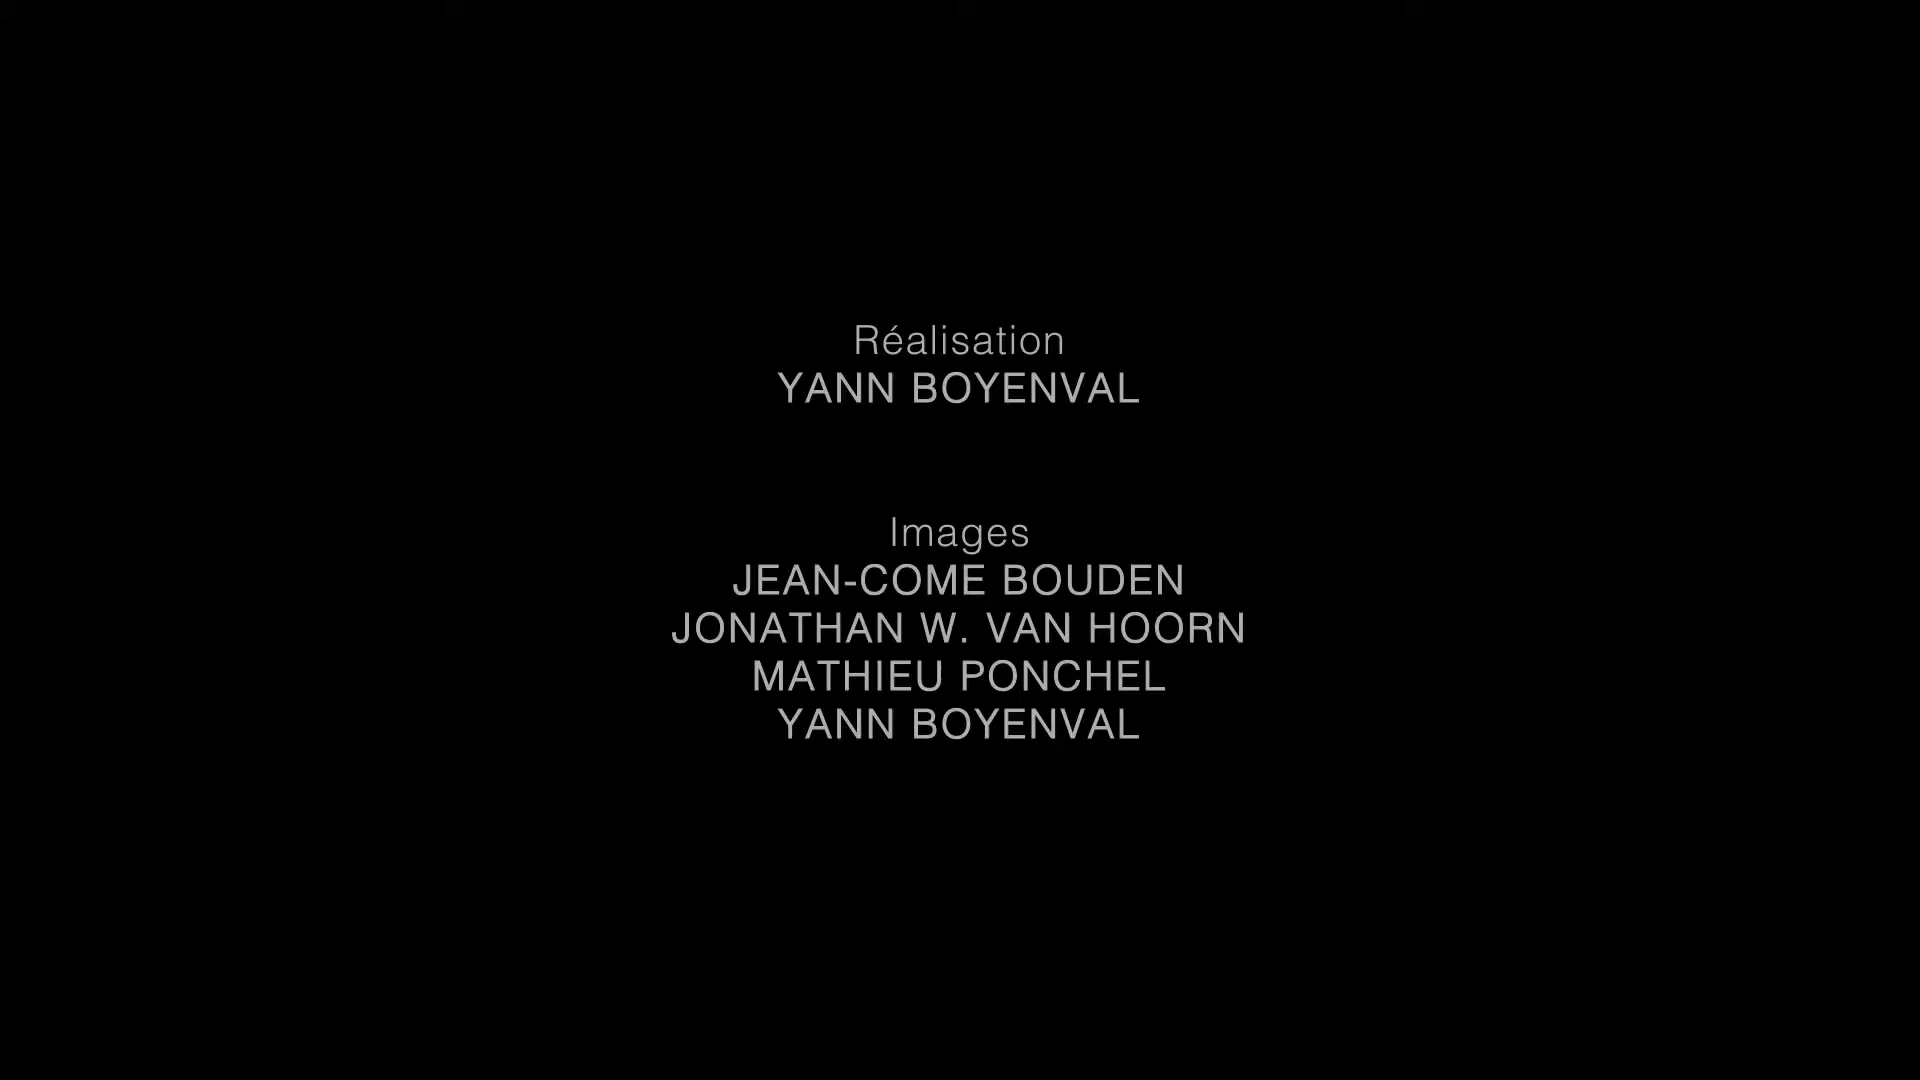 Réalisation
YANN BOYENVAL
Images
JEAN-COME BOUDEN
JONATHAN W. VAN HOORN
MATHIEU PONCHEL
YANN BOYENVAL